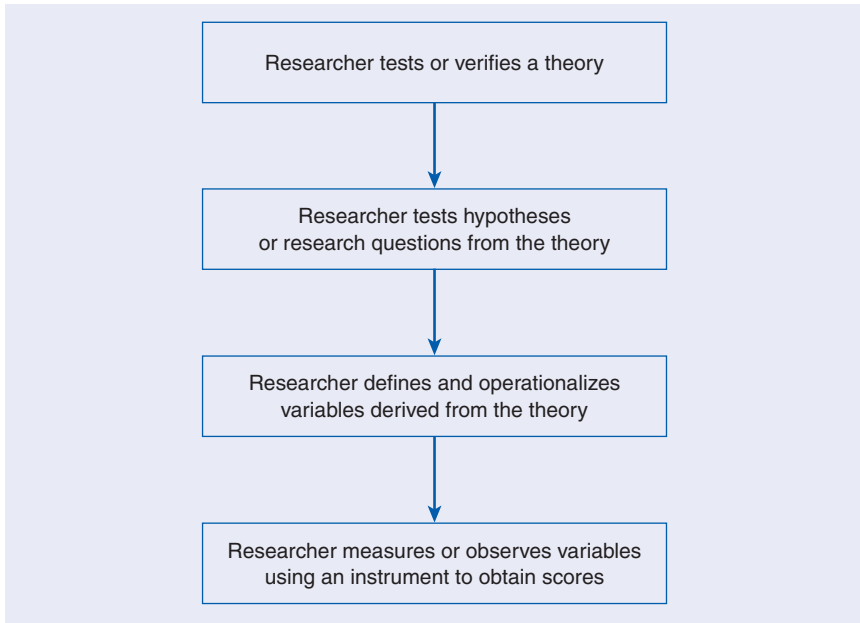 Researcher tests or verifies a theory
Researcher tests hypotheses
or research questions from the theory
Researcher defines and operationalizes
variables derived from the theory
Researcher measures or observes variables
using an instrument to obtain scores